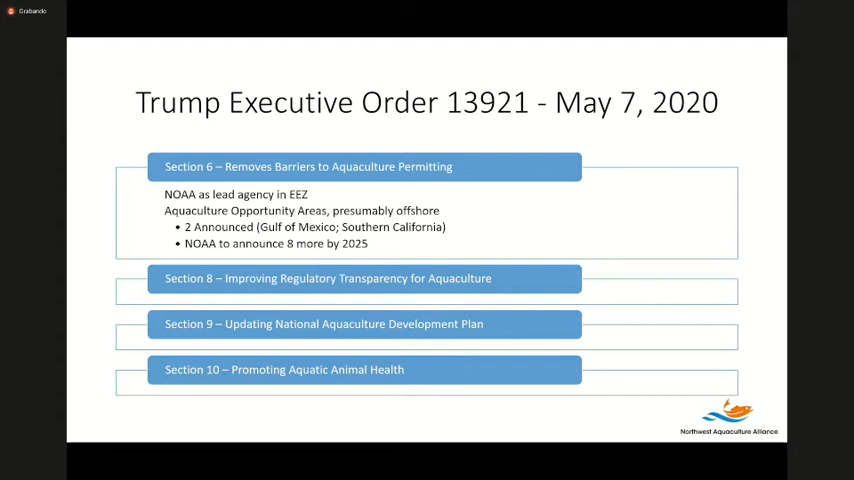 Grabando
Trump Executive Order 13921 - May 7, 2020
Section 6 – Removes Barriers to Aquaculture Permitting
NOAA as lead agency in EEZ
Aquaculture Opportunity Areas, presumably offshore
• 2 Announced (Gulf of Mexico; Southern California)
• NOAA to announce 8 more by 2025
Section 8 – Improving Regulatory Transparency for Aquaculture
Section 9 – Updating National Aquaculture Development Plan
Section 10 – Promoting Aquatic Animal Health
Northwest Aquaculture Alliance